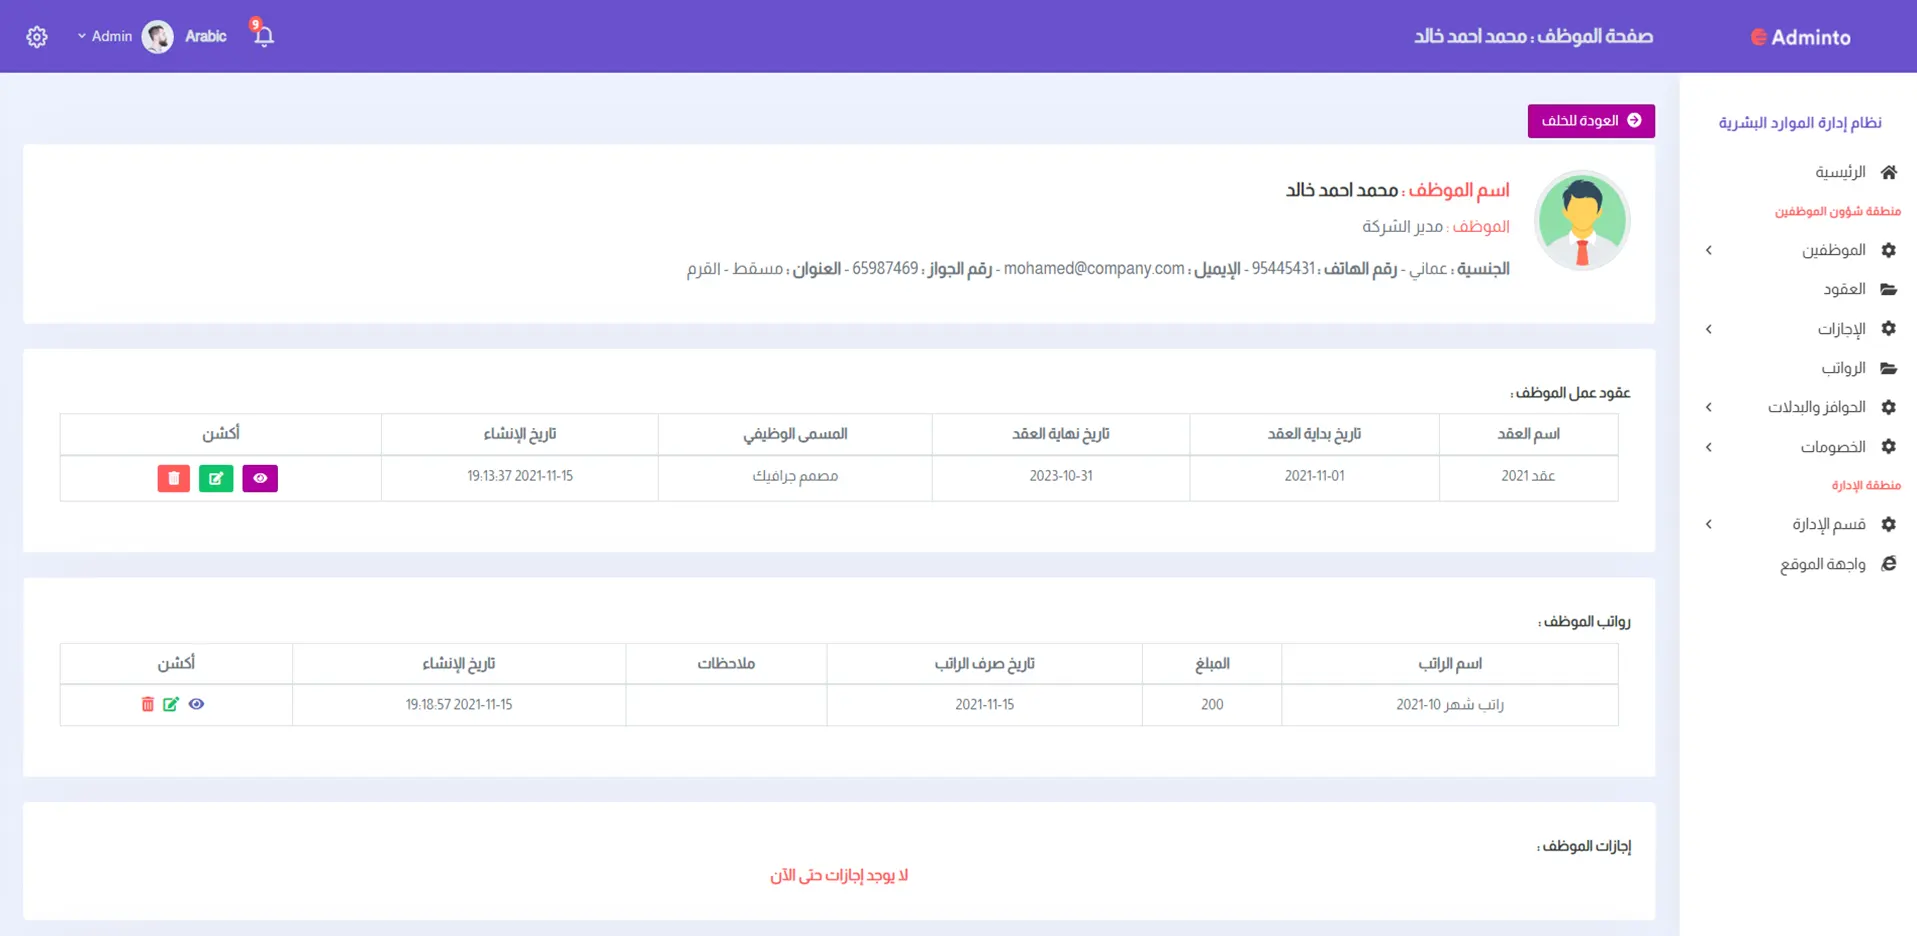 Adminto
صفحة الموظف : محمد احمد خالد
9
Arabic
Admin
نظام إدارة الموارد البشرية
الرئيسية
منطقة شؤون الموظفين
الموظفين
العقود
الإجازات
الرواتب
الحوافز والبدلات
الخصومات
منطقة الإدارة
قسم الإدارة
واجهة الموقع
العودة للخلف
اسم الموظف : محمد احمد خالد
الموظف : مدير الشركة
الجنسية : عماني - رقم الهاتف : 95445431 - الإيميل : mohamed@company.com - رقم الجواز : 65987469 - العنوان : مسقط - القرم
عقود عمل الموظف :
اسم العقد تاريخ بداية العقد تاريخ نهاية العقد المسمى الوظيفي تاريخ الإنشاء أكشن
عقد 2021 2021-11-01 2023-10-31 مصمم جرافيك 2021-11-15 19:13:37
رواتب الموظف :
اسم الراتب المبلغ تاريخ صرف الراتب ملاحظات تاريخ الإنشاء أكشن
راتب شهر 10-2021 200 2021-11-15 2021-11-15 19:18:57
إجازات الموظف :
لا يوجد إجازات حتى الآن